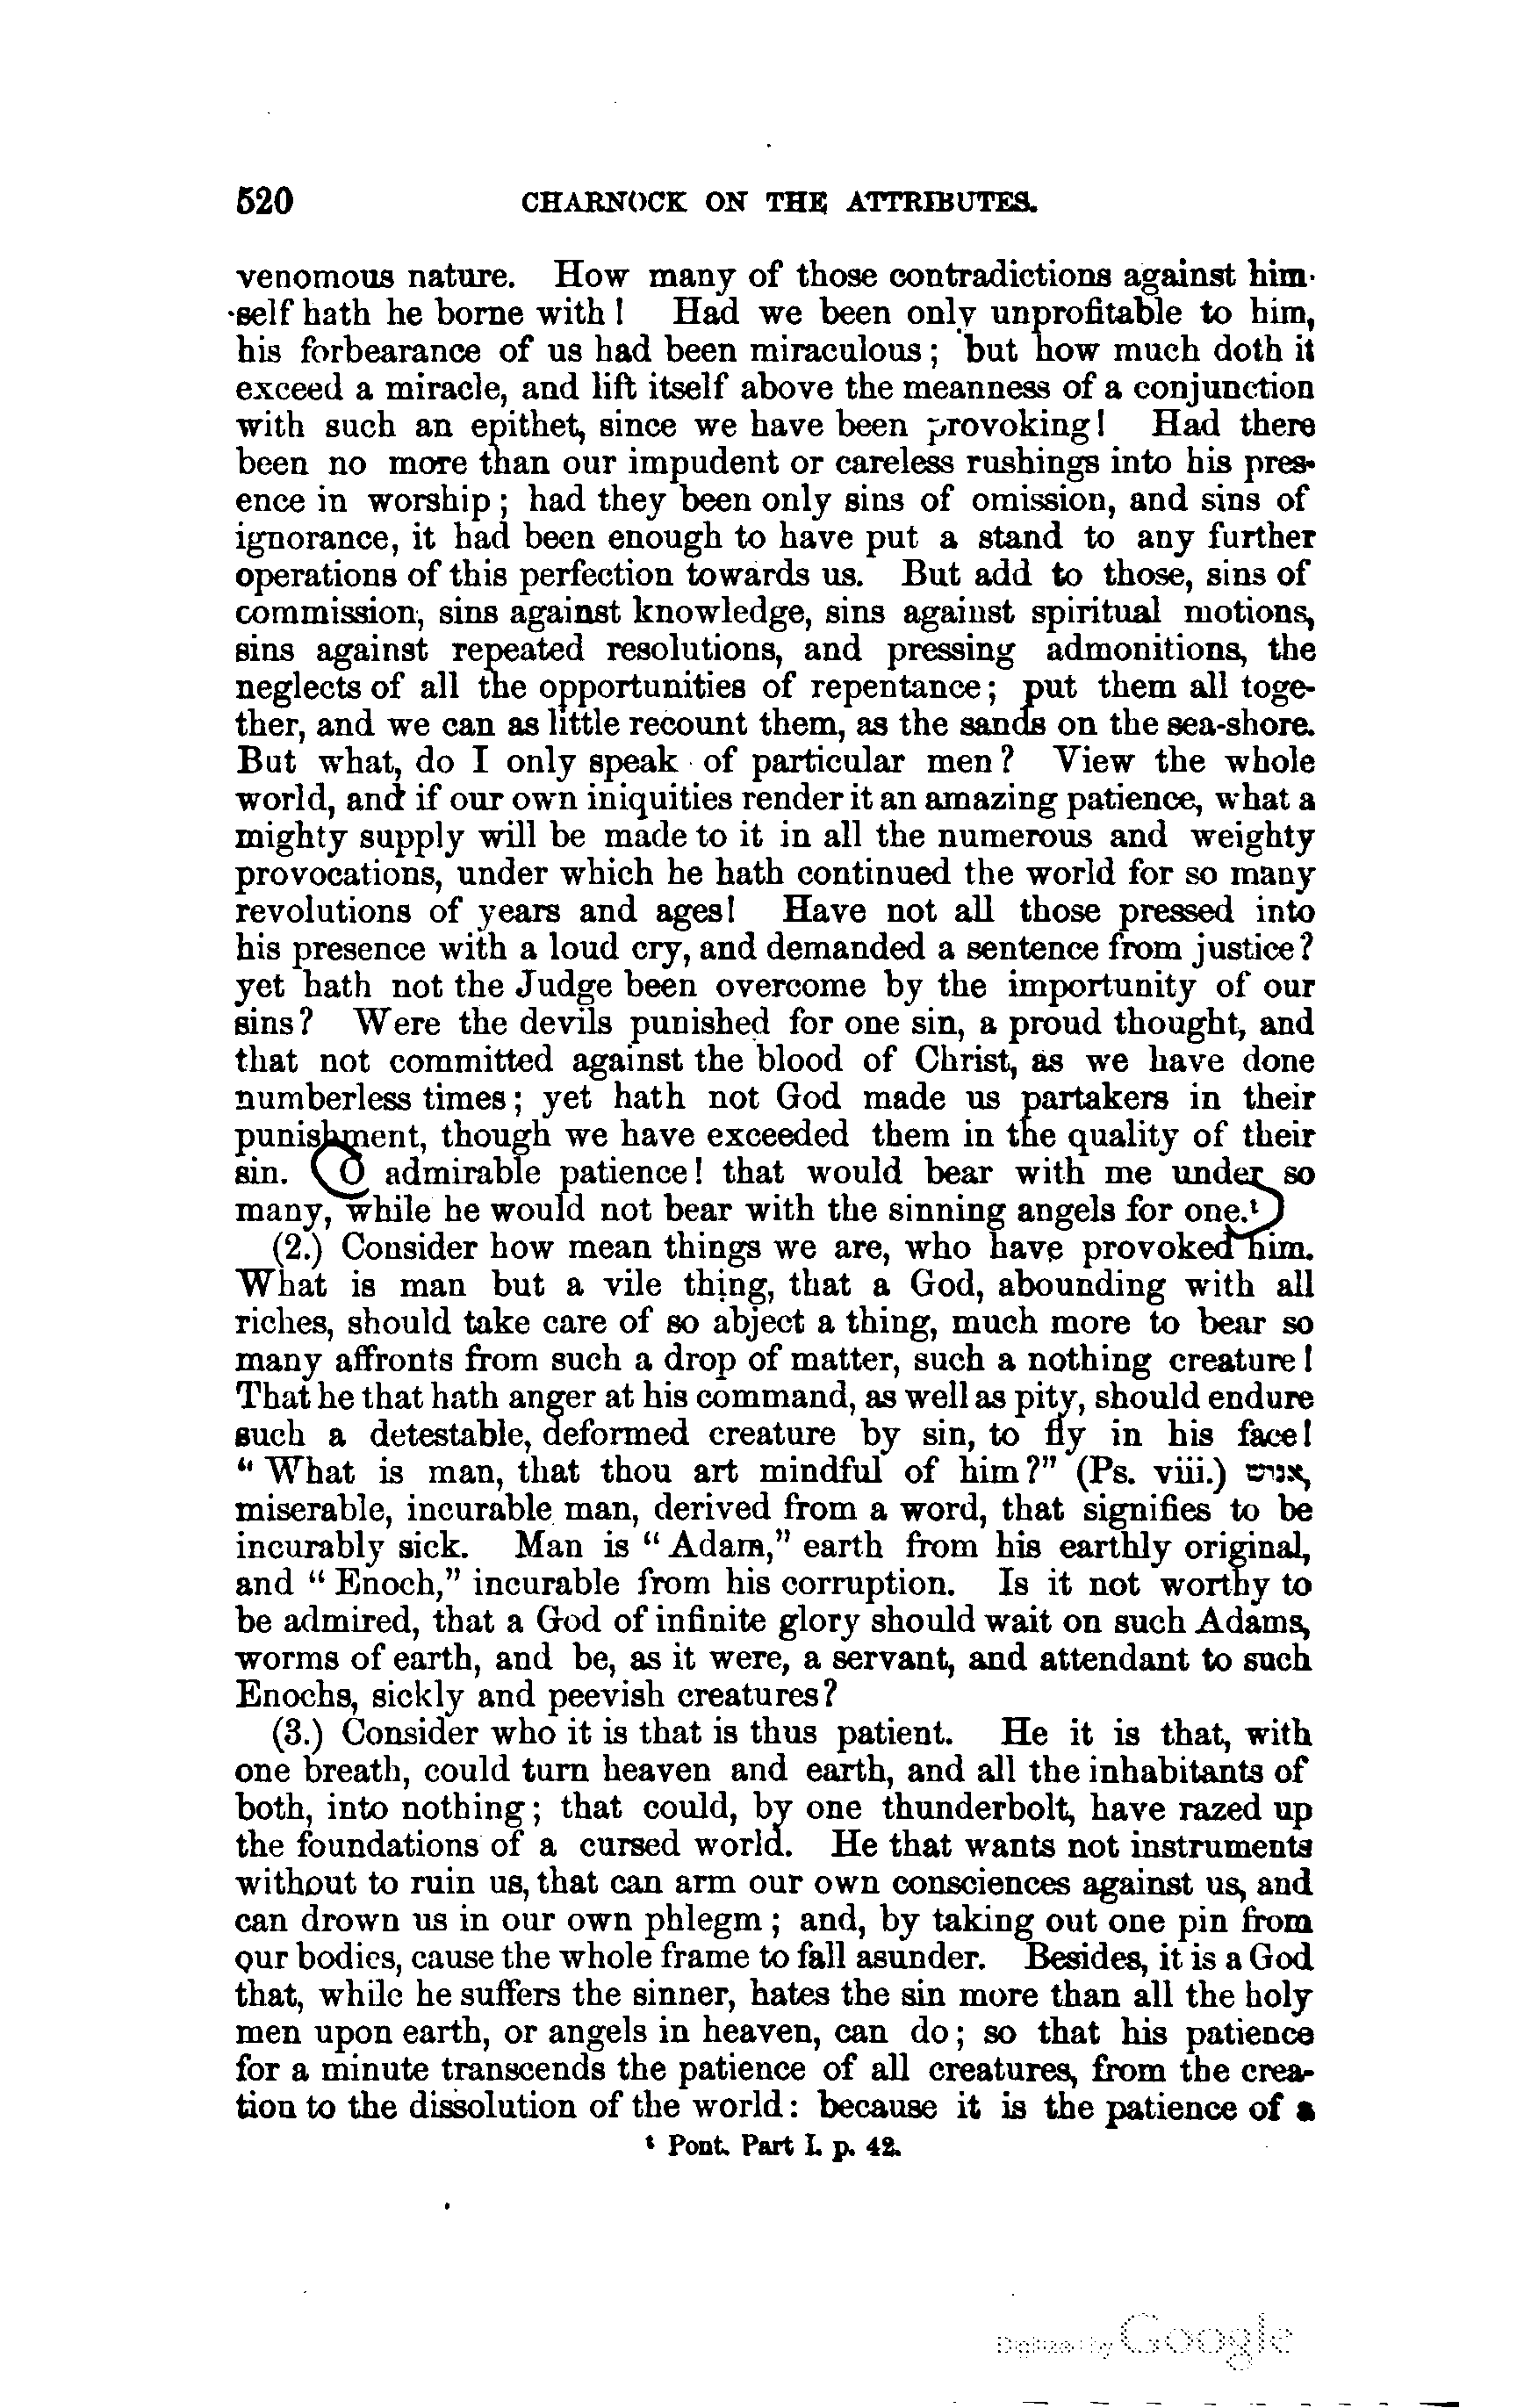 520 CHARNOCK ON THE ATTRIBUTES.
venomous nature. How many of those contradictions against him-
self hath he borne with! Had we been only unprofitable to him,
his forbearance of us had been miraculous; but how much doth it
exceed a miracle, and lift itself above the meanness of a conjunction
with such an epithet, since we have been provoking! Had there
been no more than our impudent or careless rushings into his pres-
ence in worship; had they been only sins of omission, and sins of
ignorance, it had been enough to have put a stand to any further
operations of this perfection towards us. But add to those, sins of
commission, sins against knowledge, sins against spiritual motions,
sins against repeated resolutions, and pressing admonitions, the
neglects of all the opportunities of repentance; put them all toge-
ther, and we can as little recount them, as the sands on the sea-shore.
But what, do I only speak of particular men? View the whole
world, and if our own iniquities render it an amazing patience, what a
mighty supply will be made to it in all the numerous and weighty
provocations, under which he hath continued the world for so many
revolutions of years and ages! Have not all those pressed into
his presence with a loud cry, and demanded a sentence from justice?
yet hath not the Judge been overcome by the importunity of our
sins? Were the devils punished for one sin, a proud thought, and
that not committed against the blood of Christ, as we have done
numberless times; yet hath not God made us partakers in their
punishment, though we have exceeded them in the quality of their
sin. O admirable patience! that would bear with me under so
many, while he would not bear with the sinning angels for one.ᵗ
(2.) Consider how mean things we are, who have provoked him.
What is man but a vile thing, that a God, abounding with all
riches, should take care of so abject a thing, much more to bear so
many affronts from such a drop of matter, such a nothing creature!
That he that hath anger at his command, as well as pity, should endure
such a detestable, deformed creature by sin, to fly in his face!
"What is man, that thou art mindful of him?" (Ps. viii.) אנוש,
miserable, incurable man, derived from a word, that signifies to be
incurably sick. Man is "Adam," earth from his earthly original,
and "Enoch," incurable from his corruption. Is it not worthy to
be admired, that a God of infinite glory should wait on such Adams,
worms of earth, and be, as it were, a servant, and attendant to such
Enochs, sickly and peevish creatures?
(3.) Consider who it is that is thus patient. He it is that, with
one breath, could turn heaven and earth, and all the inhabitants of
both, into nothing; that could, by one thunderbolt, have razed up
the foundations of a cursed world. He that wants not instruments
without to ruin us, that can arm our own consciences against us, and
can drown us in our own phlegm; and, by taking out one pin from
our bodies, cause the whole frame to fall asunder. Besides, it is a God
that, while he suffers the sinner, hates the sin more than all the holy
men upon earth, or angels in heaven, can do; so that his patience
for a minute transcends the patience of all creatures, from the crea-
tion to the dissolution of the world: because it is the patience of a
ᵗ Pont. Part I. p. 42.
Digitized by Google